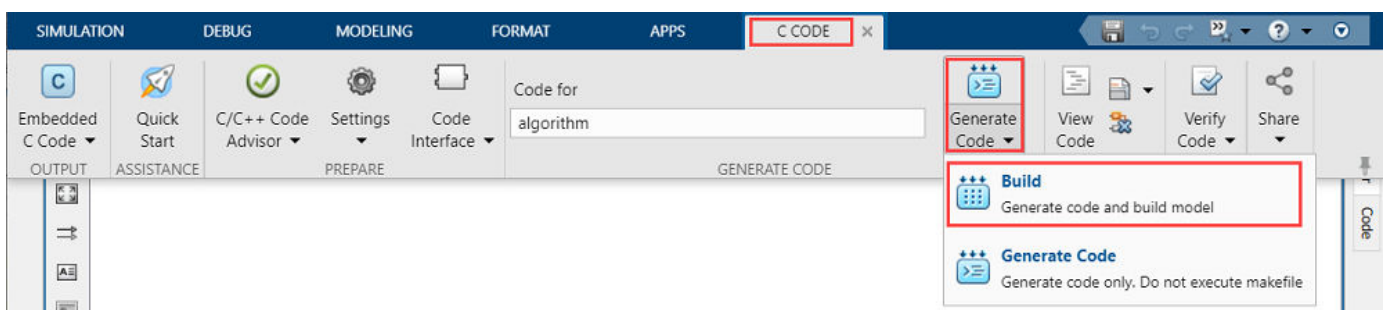 SIMULATION DEBUG MODELING FORMAT APPS C CODE
C
Embedded
C Code
Quick
Start
C/C++ Code
Advisor
Settings
Code
Interface
Code for
algorithm
Generate
Code
View
Code
Verify
Code
Share
OUTPUT ASSISTANCE PREPARE GENERATE CODE
Build
Generate code and build model
Generate Code
Generate code only. Do not execute makefile
Code